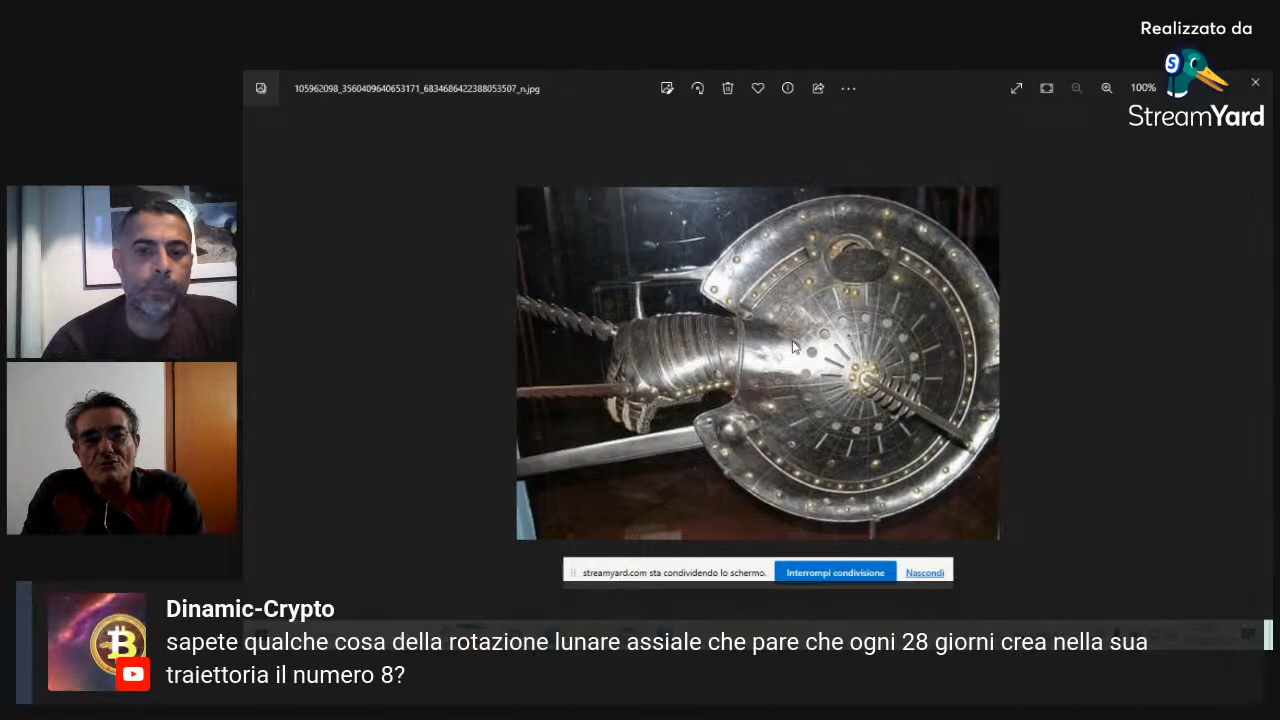 Realizzato da
StreamYard
105962098_3560409640653171_6834686422388053507_n.jpg
100%
streamyard.com sta condividendo lo schermo.
Interrompi condivisione
Nascondi
Dinamic-Crypto
sapete qualche cosa della rotazione lunare assiale che pare che ogni 28 giorni crea nella sua
traiettoria il numero 8?